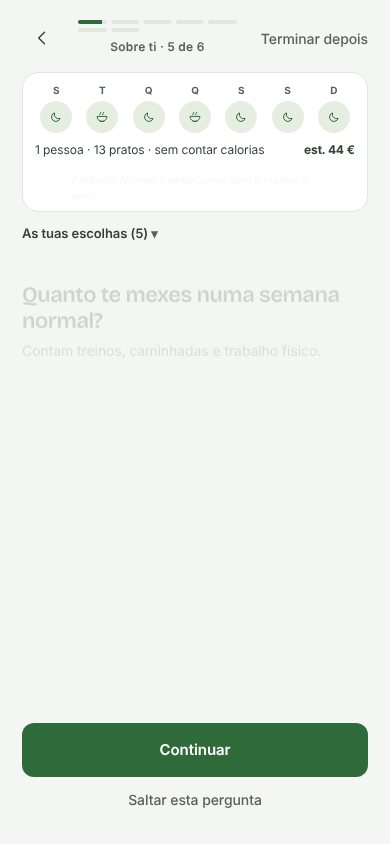 Sobre ti · 5 de 6
Terminar depois
S T Q Q S S D
1 pessoa · 13 pratos · sem contar calorias
est. 44 €
As tuas escolhas (5) ▾
Quanto te mexes numa semana
normal?
Contam treinos, caminhadas e trabalho físico.
Continuar
Saltar esta pergunta